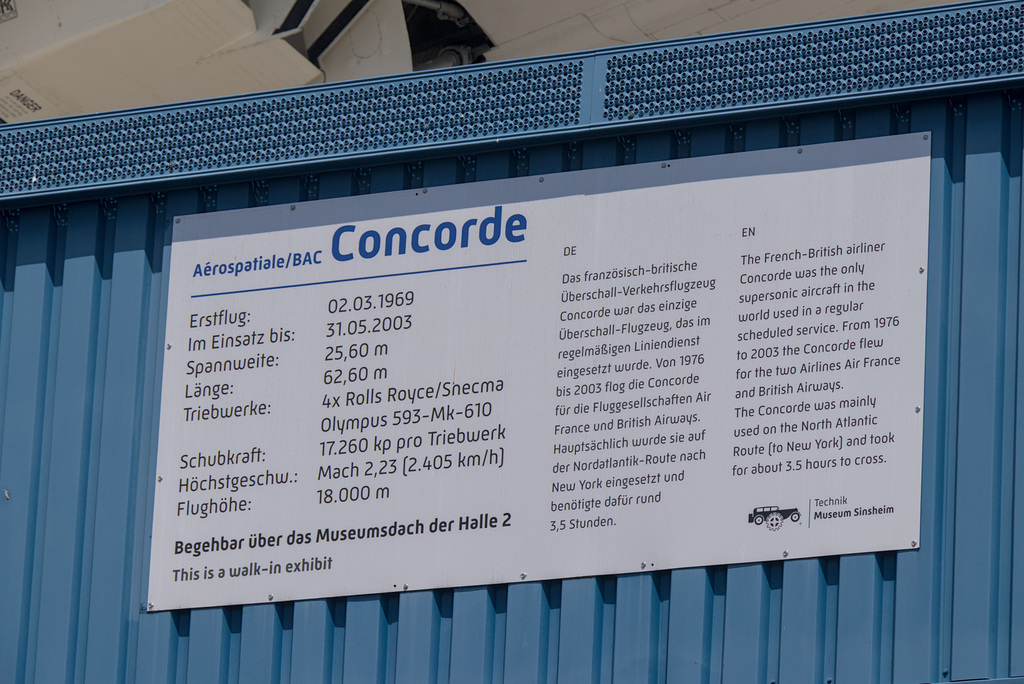 DANGER
Aérospatiale/BAC Concorde
Erstflug: 02.03.1969
Im Einsatz bis: 31.05.2003
Spannweite: 25,60 m
Länge: 62,60 m
Triebwerke: 4x Rolls Royce/Snecma
Olympus 593-Mk-610
Schubkraft: 17.260 kp pro Triebwerk
Höchstgeschw.: Mach 2,23 (2.405 km/h)
Flughöhe: 18.000 m
Begehbar über das Museumsdach der Halle 2
This is a walk-in exhibit
DE
Das französisch-britische
Überschall-Verkehrsflugzeug
Concorde war das einzige
Überschall-Flugzeug, das im
regelmäßigen Liniendienst
eingesetzt wurde. Von 1976
bis 2003 flog die Concorde
für die Fluggesellschaften Air
France und British Airways.
Hauptsächlich wurde sie auf
der Nordatlantik-Route nach
New York eingesetzt und
benötigte dafür rund
3,5 Stunden.
EN
The French-British airliner
Concorde was the only
supersonic aircraft in the
world used in a regular
scheduled service. From 1976
to 2003 the Concorde flew
for the two Airlines Air France
and British Airways.
The Concorde was mainly
used on the North Atlantic
Route (to New York) and took
for about 3.5 hours to cross.
Technik
Museum Sinsheim